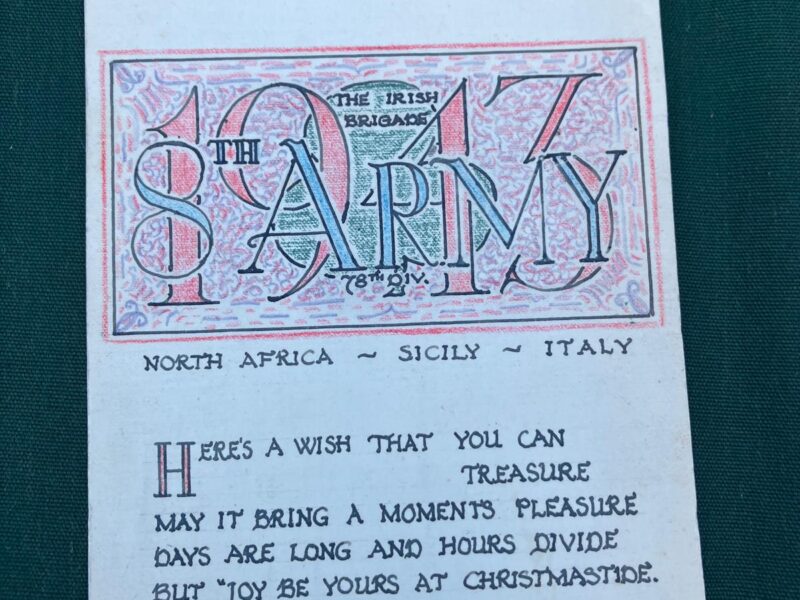 THE IRISH
BRIGADE
1943
8TH ARMY
78TH DIV.
NORTH AFRICA ~ SICILY ~ ITALY
HERE'S A WISH THAT YOU CAN
TREASURE
MAY IT BRING A MOMENTS PLEASURE
DAYS ARE LONG AND HOURS DIVIDE
BUT "JOY BE YOURS AT CHRISTMASTIDE.